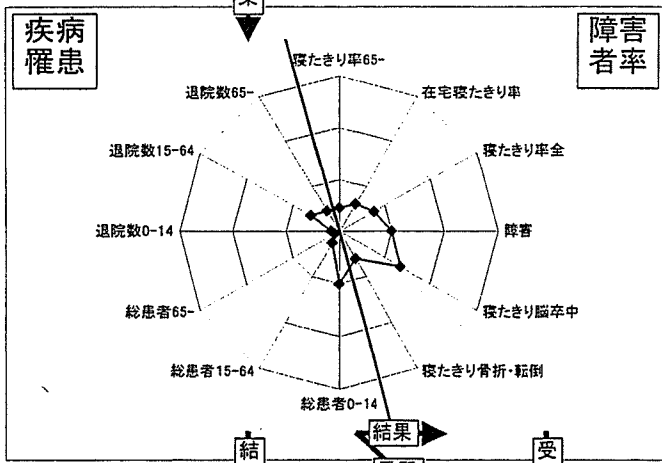 疾病
罹患
障害
者率
寝たきり率65-
退院数65-
在宅寝たきり率
退院数15-64
寝たきり率全
退院数0-14
障害
総患者65-
寝たきり脳卒中
総患者15-64
寝たきり骨折・転倒
総患者0-14
結果
結
受